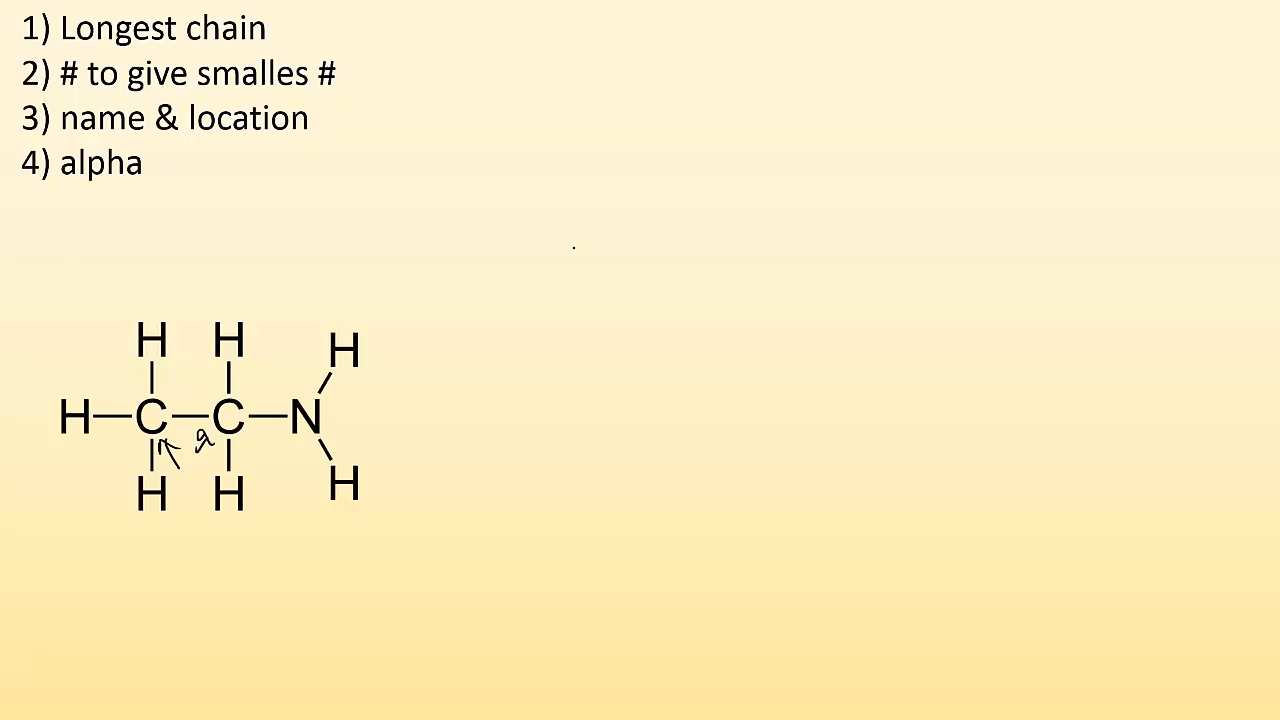 1) Longest chain
2) # to give smalles #
3) name & location
4) alpha
H H H
H—C—C—N
H H H